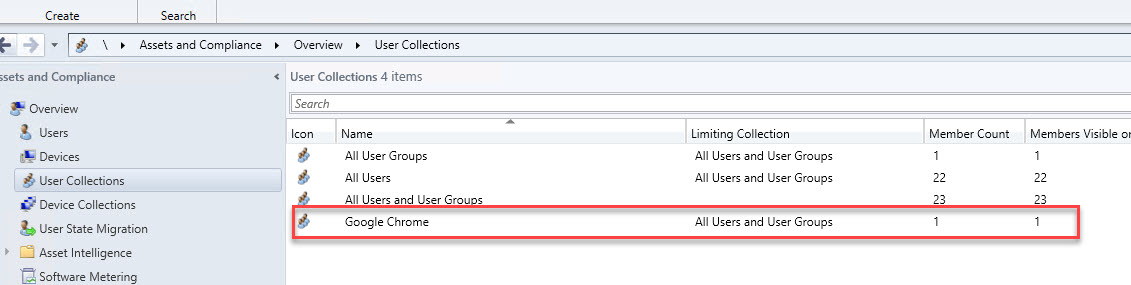 Create Search
\ Assets and Compliance Overview User Collections
ssets and Compliance
User Collections 4 items
Overview
Search
Users
Icon Name Limiting Collection Member Count Members Visible on
Devices
All User Groups All Users and User Groups 1 1
User Collections
All Users All Users and User Groups 22 22
Device Collections
All Users and User Groups 23 23
User State Migration
Google Chrome All Users and User Groups 1 1
Asset Intelligence
Software Metering